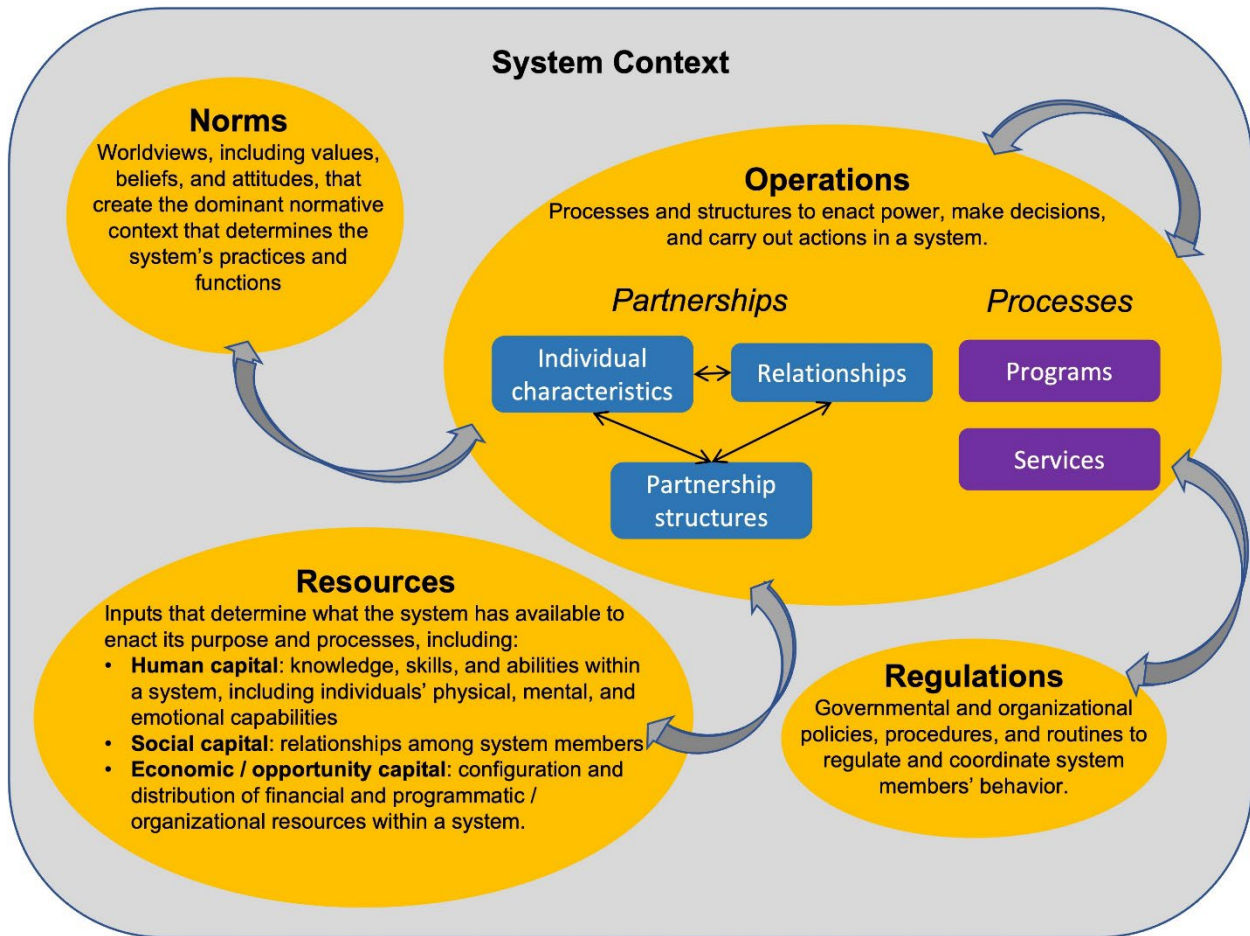 System Context
Norms
Worldviews, including values,
beliefs, and attitudes, that
create the dominant normative
context that determines the
system’s practices and
functions
Operations
Processes and structures to enact power, make decisions,
and carry out actions in a system.
Partnerships
Processes
Individual
characteristics
Relationships
Partnership
structures
Programs
Services
Resources
Inputs that determine what the system has available to
enact its purpose and processes, including:
• Human capital: knowledge, skills, and abilities within
a system, including individuals’ physical, mental, and
emotional capabilities
• Social capital: relationships among system members
• Economic / opportunity capital: configuration and
distribution of financial and programmatic /
organizational resources within a system.
Regulations
Governmental and organizational
policies, procedures, and routines to
regulate and coordinate system
members’ behavior.